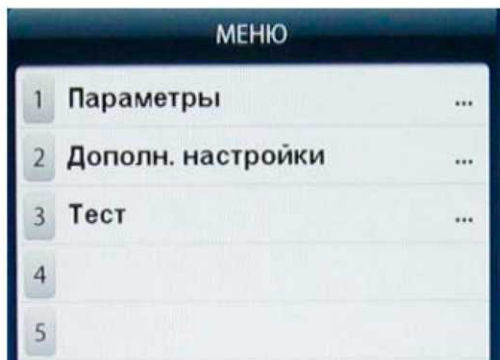 МЕНЮ
1 Параметры ...
2 Дополн. настройки ...
3 Тест ...
4
5